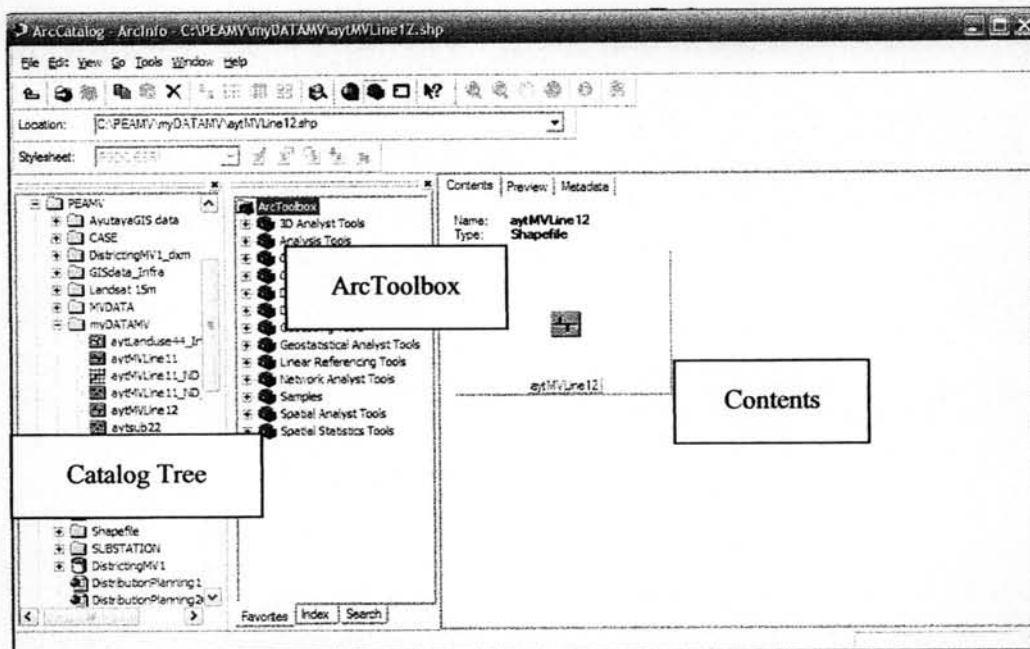 ArcCatalog - ArcInfo - C:\PEAMV\myDATAMV\aytMVLine12.shp
File Edit View Go Tools Window Help
Location: C:\PEAMV\myDATAMV\aytMVLine12.shp
Stylesheet:
PEAMV
AyutayaGIS data
CASE
DistrictingMV1_dxm
GISdata_Infra
Landsat 15m
MVDATA
myDATAMV
aytLanduse44_Ir
aytMVLine11
aytMVLine11_ND
aytMVLine11_ND_
aytMVLine12
aytsub22
Catalog Tree
Shapefile
SUBSTATION
DistrictingMV1
DistributionPlanning1
DistributionPlanning2
ArcToolbox
3D Analyst Tools
Analysis Tools
ArcToolbox
Geostatistical Analyst Tools
Linear Referencing Tools
Network Analyst Tools
Samples
Spatial Analyst Tools
Spatial Statistics Tools
Favorites Index Search
Contents Preview Metadata
Name: aytMVLine12
Type: Shapefile
aytMVLine12
Contents